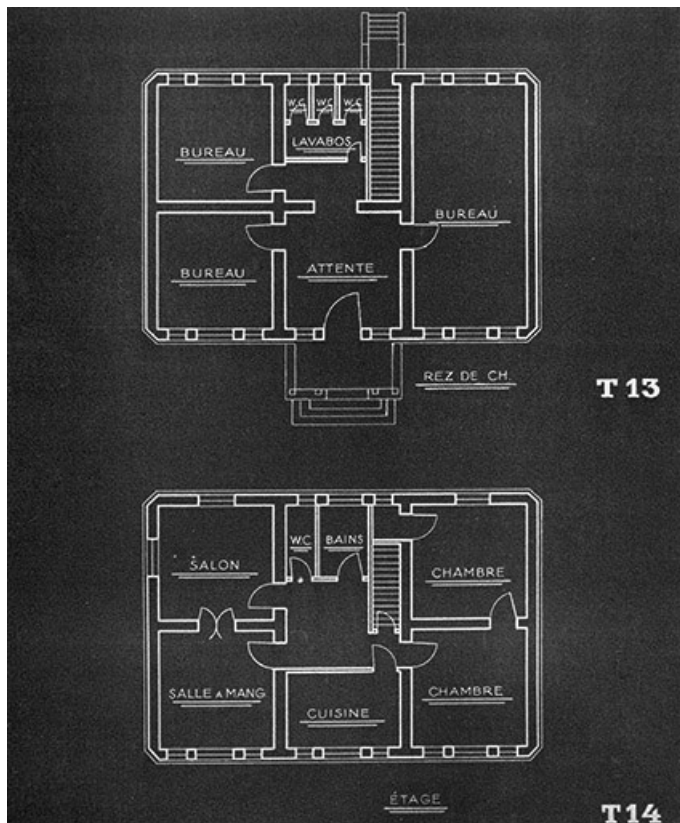 W.C
W.C
W.C
LAVABOS
BUREAU
BUREAU
BUREAU
ATTENTE
REZ DE CH.
T 13
W.C
BAINS
SALON
CHAMBRE
SALLE A MANG
CHAMBRE
CUISINE
ÉTAGE
T 14